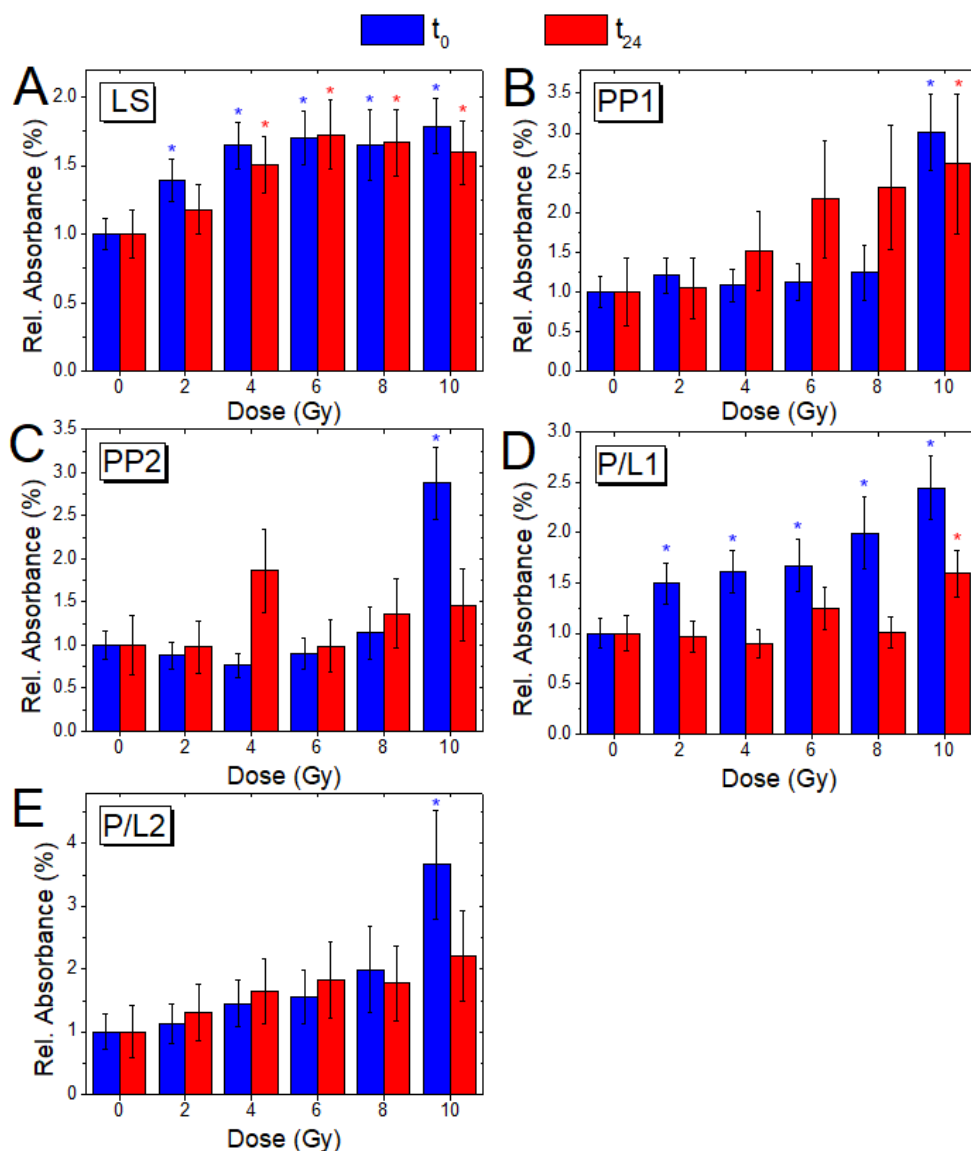 t0 t24
A
LS
Rel. Absorbance (%)
2.0
1.5
1.0
0.5
0.0
* * * * * * * * *
0 2 4 6 8 10
Dose (Gy)
B
PP1
Rel. Absorbance (%)
3.5
3.0
2.5
2.0
1.5
1.0
0.5
0.0
* *
0 2 4 6 8 10
Dose (Gy)
C
PP2
Rel. Absorbance (%)
3.5
3.0
2.5
2.0
1.5
1.0
0.5
0.0
*
0 2 4 6 8 10
Dose (Gy)
D
P/L1
Rel. Absorbance (%)
3.0
2.5
2.0
1.5
1.0
0.5
0.0
* * * * * *
0 2 4 6 8 10
Dose (Gy)
E
P/L2
Rel. Absorbance (%)
4
3
2
1
0
*
0 2 4 6 8 10
Dose (Gy)